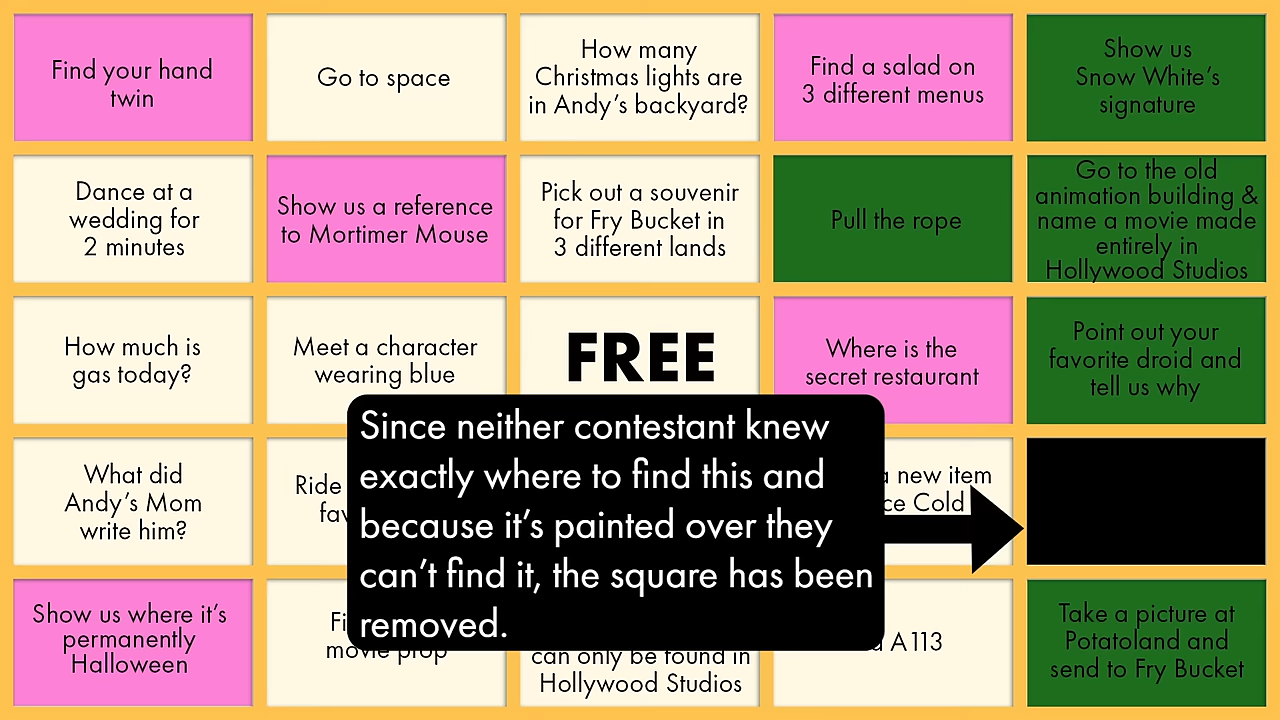 Find your hand
twin
Go to space
How many
Christmas lights are
in Andy's backyard?
Find a salad on
3 different menus
Show us
Snow White's
signature
Dance at a
wedding for
2 minutes
Show us a reference
to Mortimer Mouse
Pick out a souvenir
for Fry Bucket in
3 different lands
Pull the rope
Go to the old
animation building &
name a movie made
entirely in
Hollywood Studios
How much is
gas today?
Meet a character
wearing blue
FREE
Where is the
secret restaurant
Point out your
favorite droid and
tell us why
What did
Andy's Mom
write him?
Ride
new item
Cold
Since neither contestant knew
exactly where to find this and
because it's painted over they
can't find it, the square has been
removed.
Show us where it's
permanently
Halloween
movie prop
can only be found in
Hollywood Studios
A113
Take a picture at
Potatoland and
send to Fry Bucket